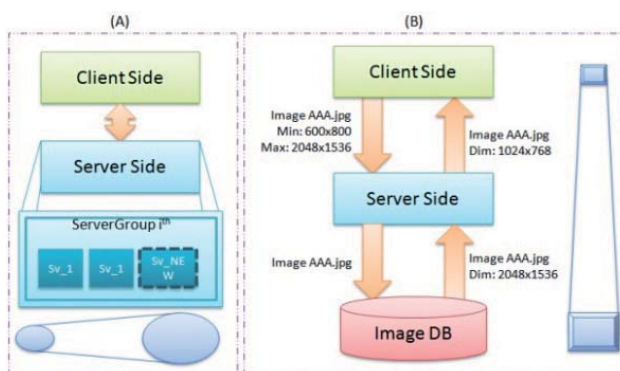 (A)
Client Side
Server Side
ServerGroup iᵗʰ
Sv_1
Sv_1
Sv_NE
W
(B)
Client Side
Image AAA.jpg
Min: 600x800
Max: 2048x1536
Image AAA.jpg
Dim: 1024x768
Server Side
Image AAA.jpg
Image AAA.jpg
Dim: 2048x1536
Image DB